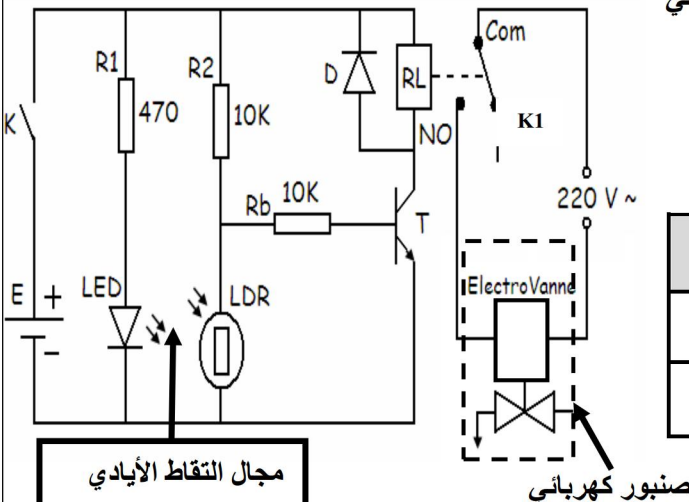 Com
R1
R2
D
RL
470
10K
K
K1
NO
10K
Rb
220 V ~
T
E
+
-
LED
LDR
ElectroVanne
مجال التقاط الأيادي
صنبور كهربائي